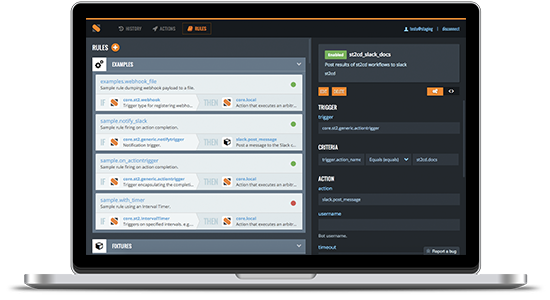 HISTORY
ACTIONS
RULES
testu@staging | disconnect
RULES
EXAMPLES
examples.webhook_file
Sample rule dumping webhook payload to a file.
IF
core.st2.webhook
Trigger type for registering webho...
THEN
core.local
Action that executes an arbitr...
sample.notify_slack
Sample rule firing on action completion.
IF
core.st2.generic.notifytrigger
Notification trigger.
THEN
slack.post_message
Post a message to the Slack c...
sample.on_actiontrigger
Sample rule firing on action completion.
IF
core.st2.generic.actiontrigger
Trigger encapsulating the completi...
THEN
core.local
Action that executes an arbitr...
sample.with_timer
Sample rule using an Interval Timer.
IF
core.st2.IntervalTimer
Triggers on specified intervals. e.g. ...
THEN
core.local
Action that executes an arbitr...
FIXTURES
Enabled
st2cd_slack_docs
Post results of st2cd workflows to slack
st2cd
TRIGGER
trigger
core.st2.generic.actiontrigger
CRITERIA
trigger.action_name
Equals (equals)
st2cd.docs
ACTION
action
slack.post_message
username
Bot username.
timeout
Report a bug